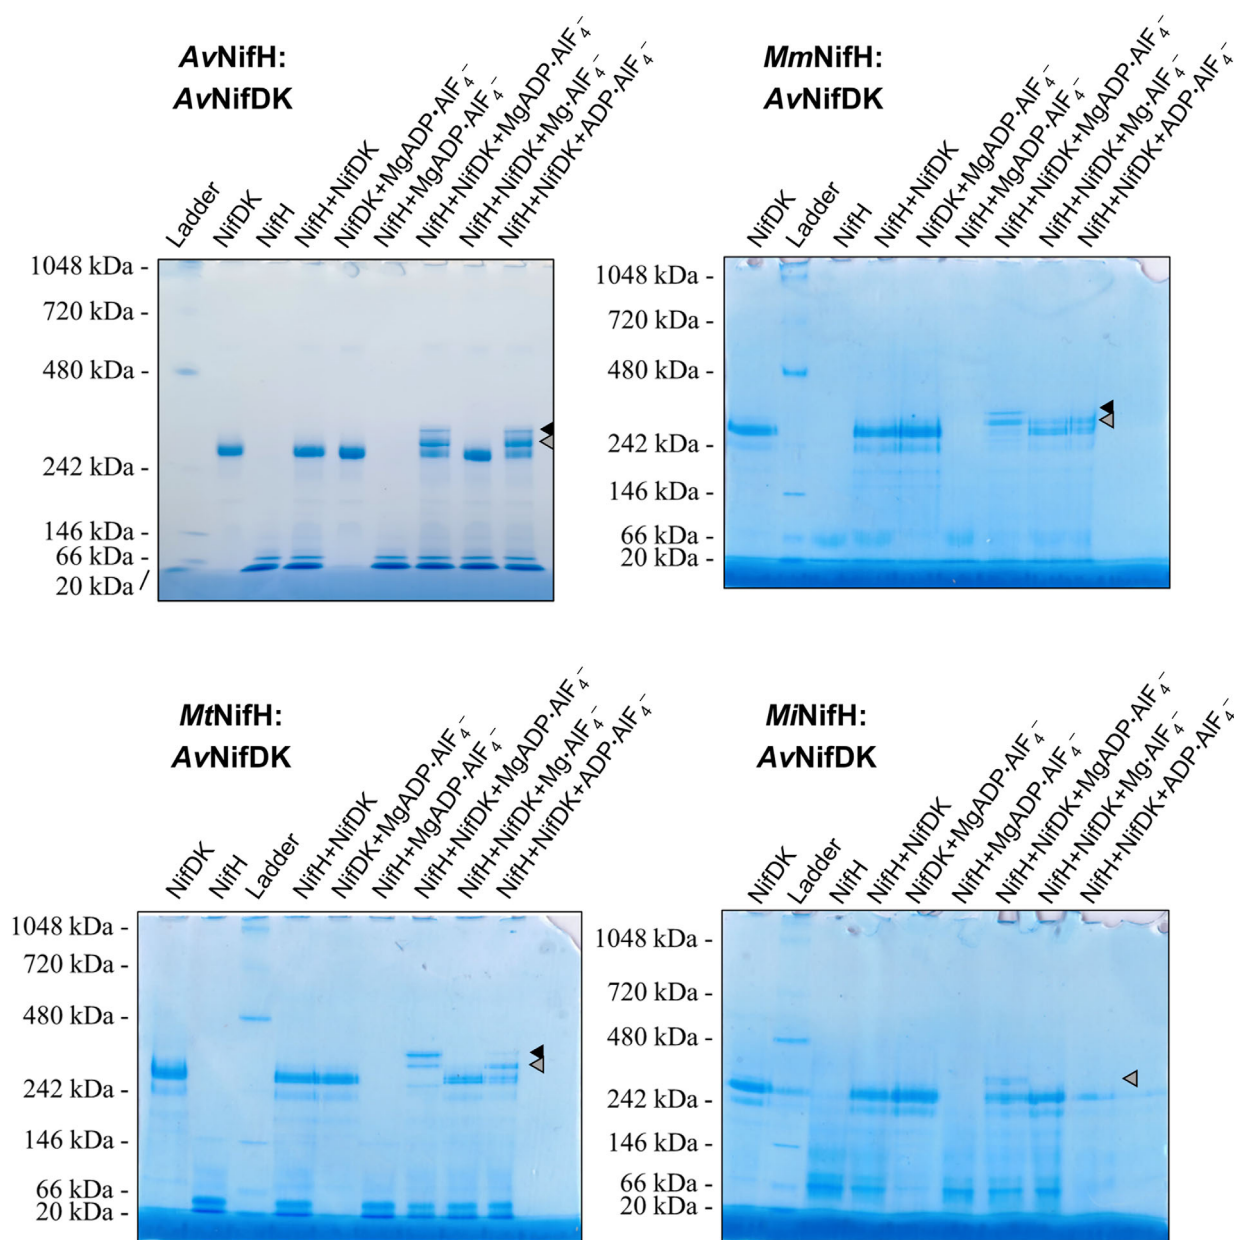 AvNifH:
AvNifDK
Ladder
NifDK
NifH
NifH+NifDK
NifDK+MgADP·AlF₄⁻
NifH+MgADP·AlF₄⁻
NifH+NifDK+MgADP·AlF₄⁻
NifH+NifDK+Mg·AlF₄⁻
NifH+NifDK+ADP·AlF₄⁻
1048 kDa -
720 kDa -
480 kDa -
242 kDa -
146 kDa -
66 kDa -
20 kDa /
MmNifH:
AvNifDK
NifDK
Ladder
NifH
NifH+NifDK
NifDK+MgADP·AlF₄⁻
NifH+MgADP·AlF₄⁻
NifH+NifDK+MgADP·AlF₄⁻
NifH+NifDK+Mg·AlF₄⁻
NifH+NifDK+ADP·AlF₄⁻
1048 kDa -
720 kDa -
480 kDa -
242 kDa -
146 kDa -
66 kDa -
20 kDa -
MtNifH:
AvNifDK
NifDK
NifH
Ladder
NifH+NifDK
NifDK+MgADP·AlF₄⁻
NifH+MgADP·AlF₄⁻
NifH+NifDK+MgADP·AlF₄⁻
NifH+NifDK+Mg·AlF₄⁻
NifH+NifDK+ADP·AlF₄⁻
1048 kDa -
720 kDa -
480 kDa -
242 kDa -
146 kDa -
66 kDa -
20 kDa -
MiNifH:
AvNifDK
NifDK
Ladder
NifH
NifH+NifDK
NifDK+MgADP·AlF₄⁻
NifH+MgADP·AlF₄⁻
NifH+NifDK+MgADP·AlF₄⁻
NifH+NifDK+Mg·AlF₄⁻
NifH+NifDK+ADP·AlF₄⁻
1048 kDa -
720 kDa -
480 kDa -
242 kDa -
146 kDa -
66 kDa -
20 kDa -